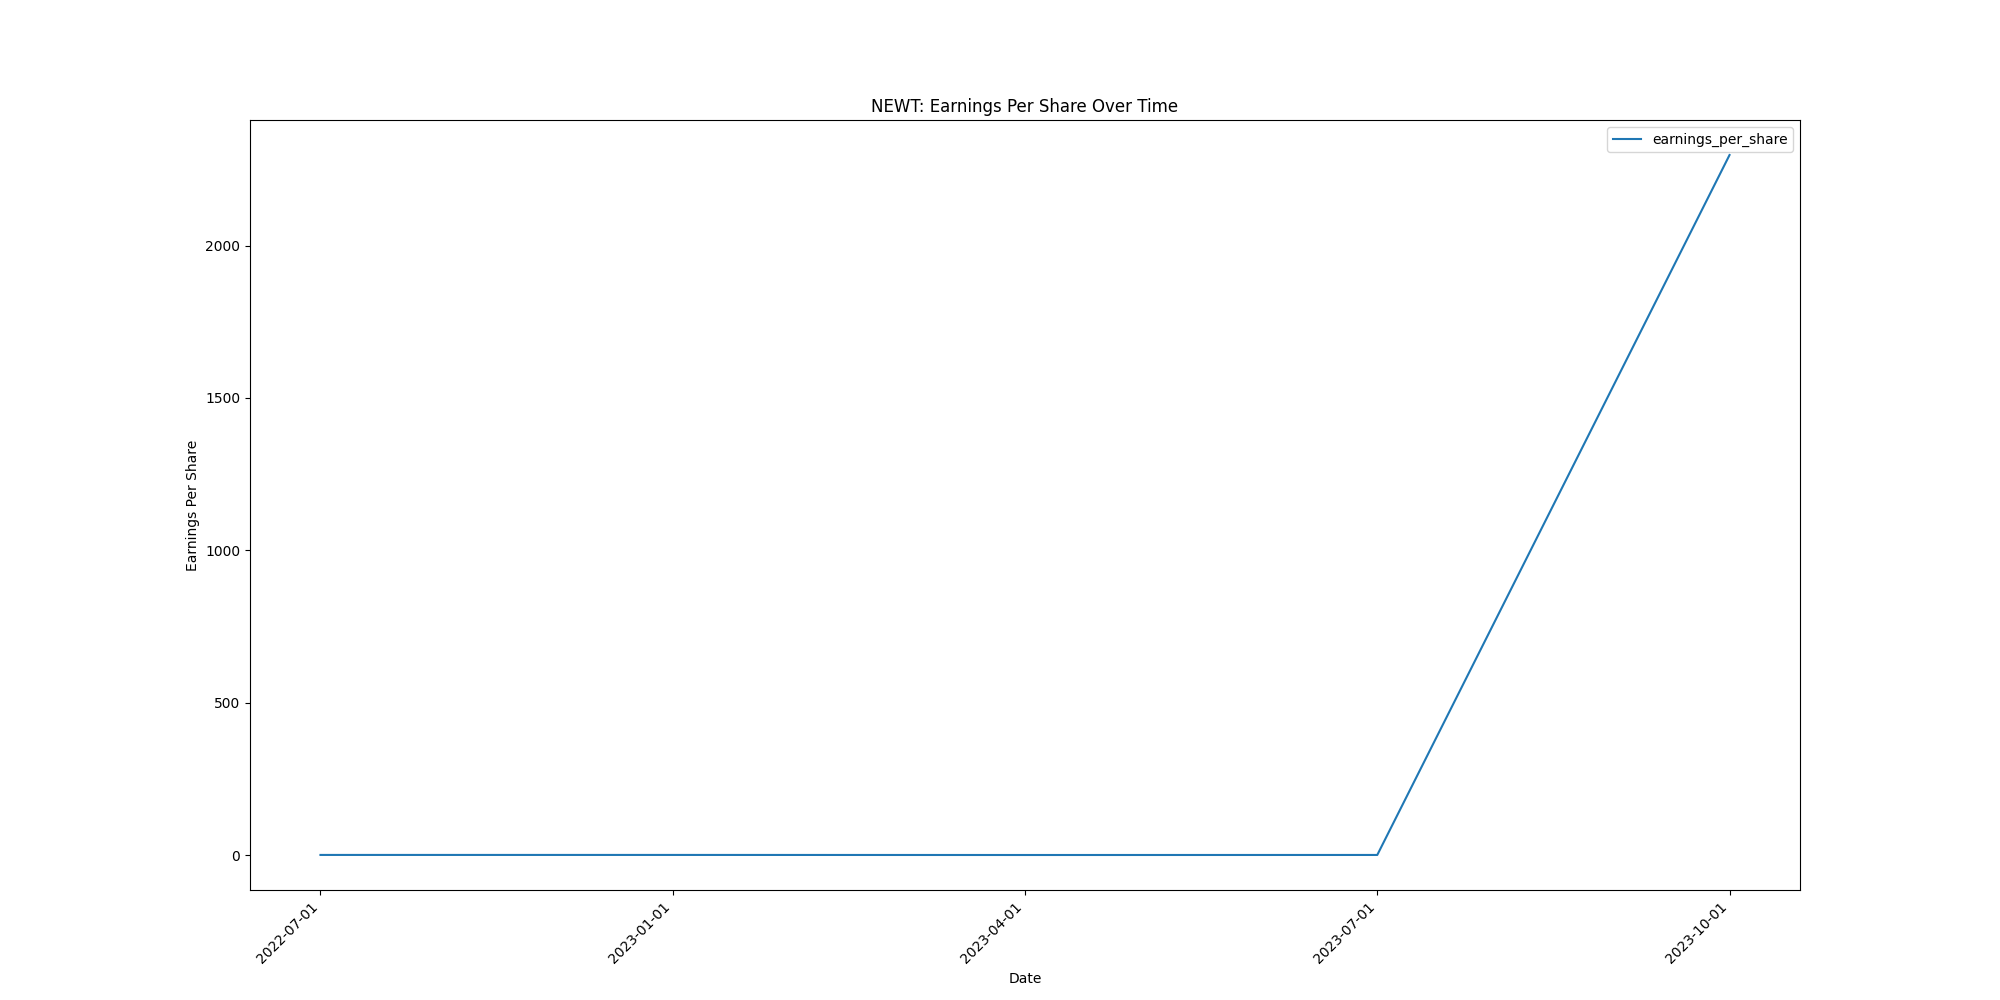 NEWT: Earnings Per Share Over Time
earnings_per_share
2000
1500
1000
500
0
Earnings Per Share
2022-07-01
2023-01-01
2023-04-01
2023-07-01
2023-10-01
Date